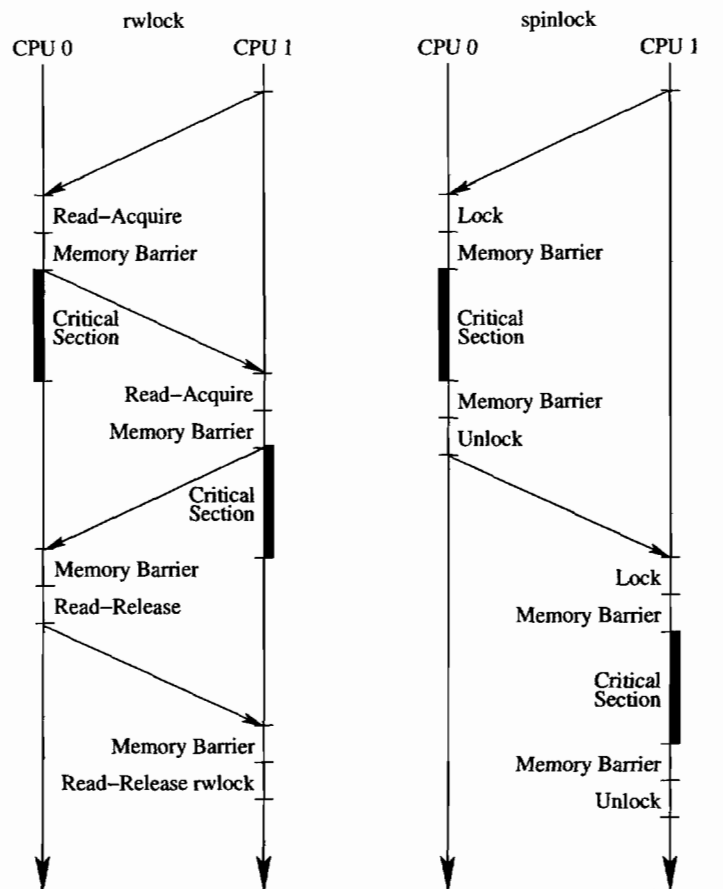 rwlock
CPU 0
CPU 1
Read–Acquire
Memory Barrier
Critical
Section
Read–Acquire
Memory Barrier
Critical
Section
Memory Barrier
Read–Release
Memory Barrier
Read–Release rwlock
spinlock
CPU 0
CPU 1
Lock
Memory Barrier
Critical
Section
Memory Barrier
Unlock
Lock
Memory Barrier
Critical
Section
Memory Barrier
Unlock